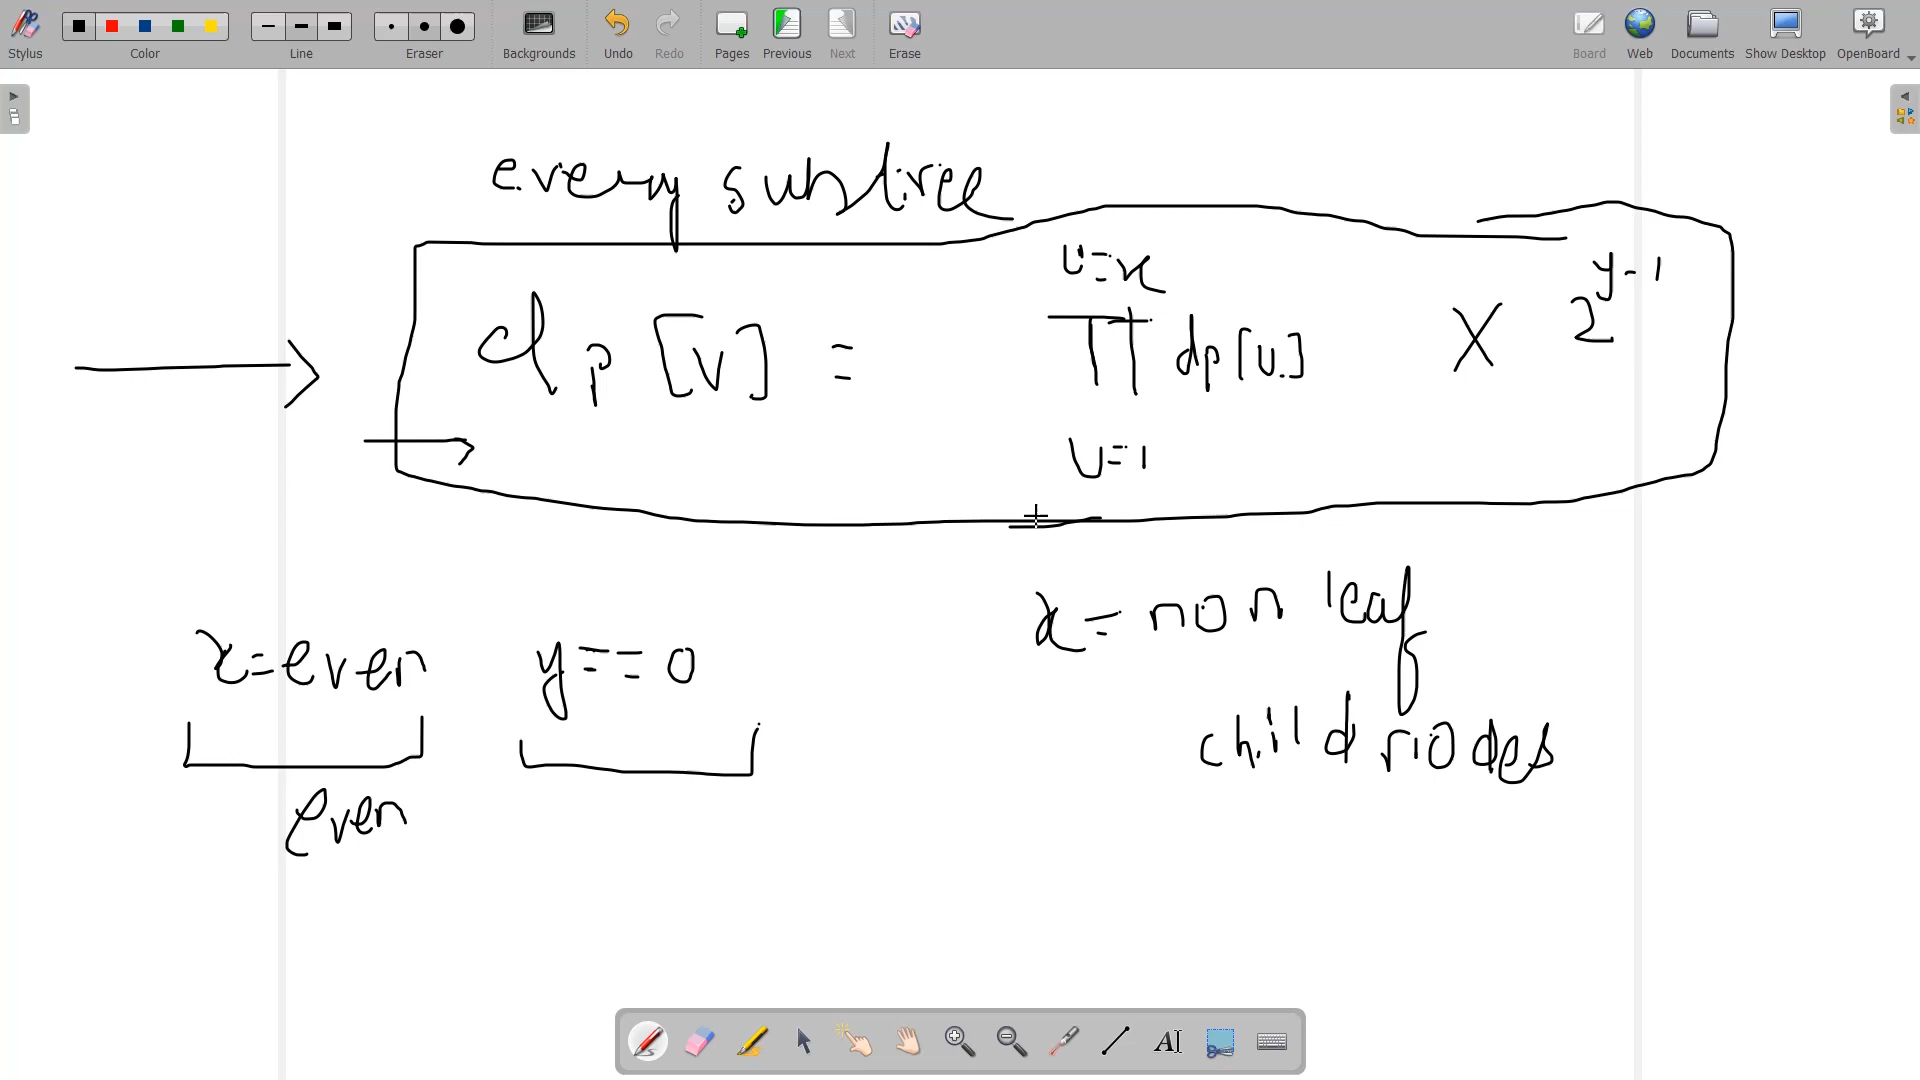 Stylus Color Line Eraser Backgrounds Undo Redo Pages Previous Next Erase Board Web Documents Show Desktop OpenBoard
every subtree
u=x
dp[v] = Π dp[u] X 2^y-1
u=1
x = non leaf
child nodes
x=even y==0
even